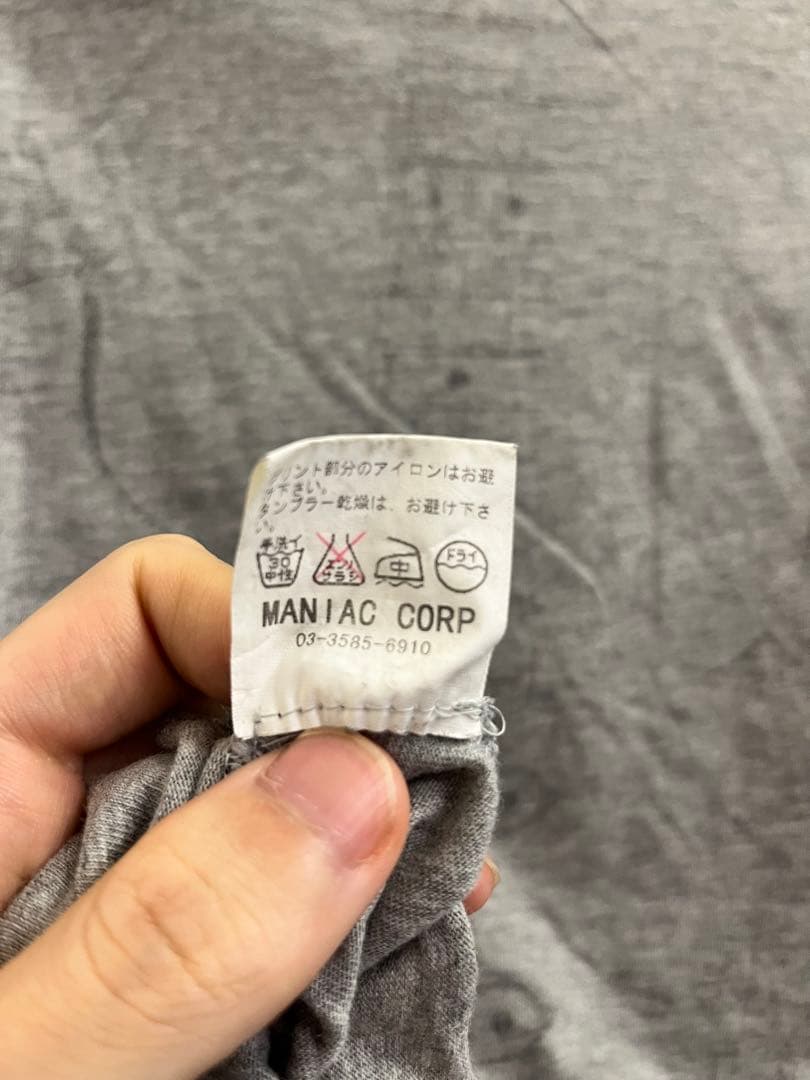 プリント部分のアイロンはお避
け下さい。
タンブラー乾燥は、お避け下さ
い。
手洗イ
30
中性
エンソ
サラシ
中
ドライ
MANIAC CORP
03-3585-6910